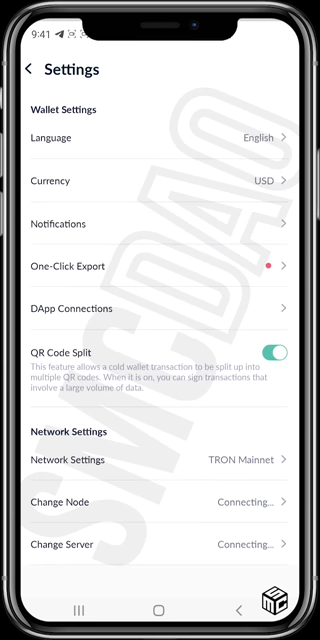 9:41
Settings
Wallet Settings
Language English
Currency USD
Notifications
One-Click Export
DApp Connections
QR Code Split
This feature allows a cold wallet transaction to be split up into
multiple QR codes. When it is on, you can sign transactions that
involve a large volume of data.
Network Settings
Network Settings TRON Mainnet
Change Node Connecting...
Change Server Connecting...
SMCDAO